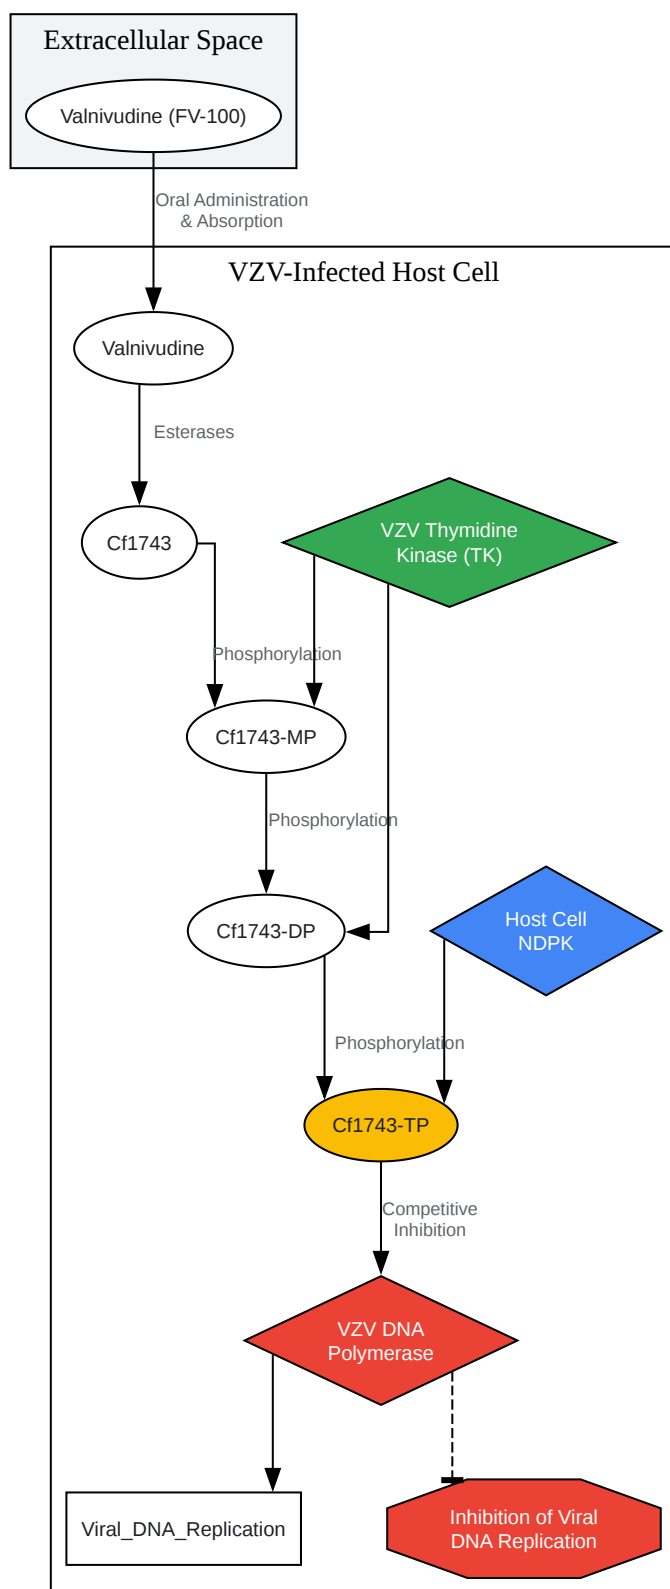 Extracellular Space
Valnivudine (FV-100)
Oral Administration
& Absorption
VZV-Infected Host Cell
Valnivudine
Esterases
Cf1743
VZV Thymidine
Kinase (TK)
Phosphorylation
Cf1743-MP
Phosphorylation
Cf1743-DP
Host Cell
NDPK
Phosphorylation
Cf1743-TP
Competitive
Inhibition
VZV DNA
Polymerase
Viral_DNA_Replication
Inhibition of Viral
DNA Replication